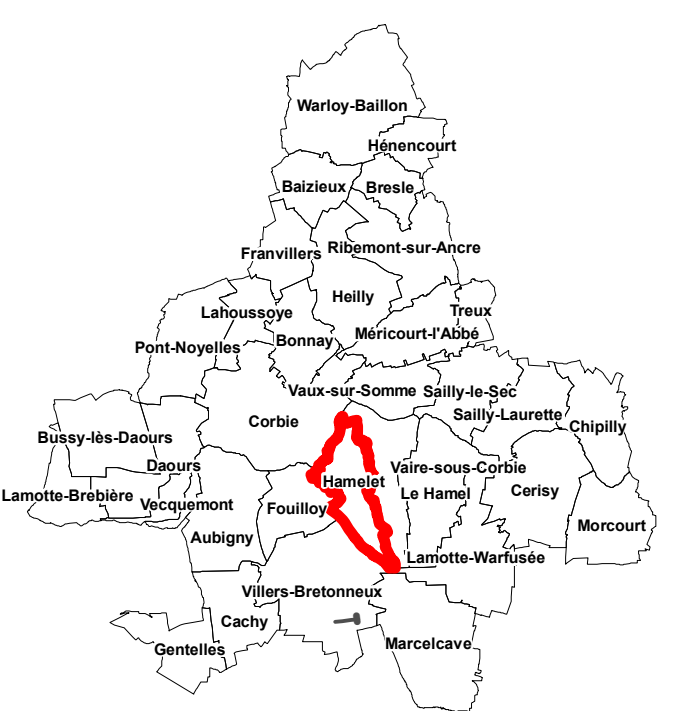 Warloy-Baillon
Hénencourt
Baizieux
Bresle
Franvillers
Ribemont-sur-Ancre
Heilly
Lahoussoye
Treux
Méricourt-l'Abbé
Bonnay
Pont-Noyelles
Vaux-sur-Somme
Sailly-le-Sec
Sailly-Laurette
Corbie
Chipilly
Bussy-lès-Daours
Daours
Vaire-sous-Corbie
Hamelet
Le Hamel
Cerisy
Lamotte-Brebière
Vecquemont
Fouilloy
Morcourt
Aubigny
Lamotte-Warfusée
Villers-Bretonneux
Cachy
Marcelcave
Gentelles